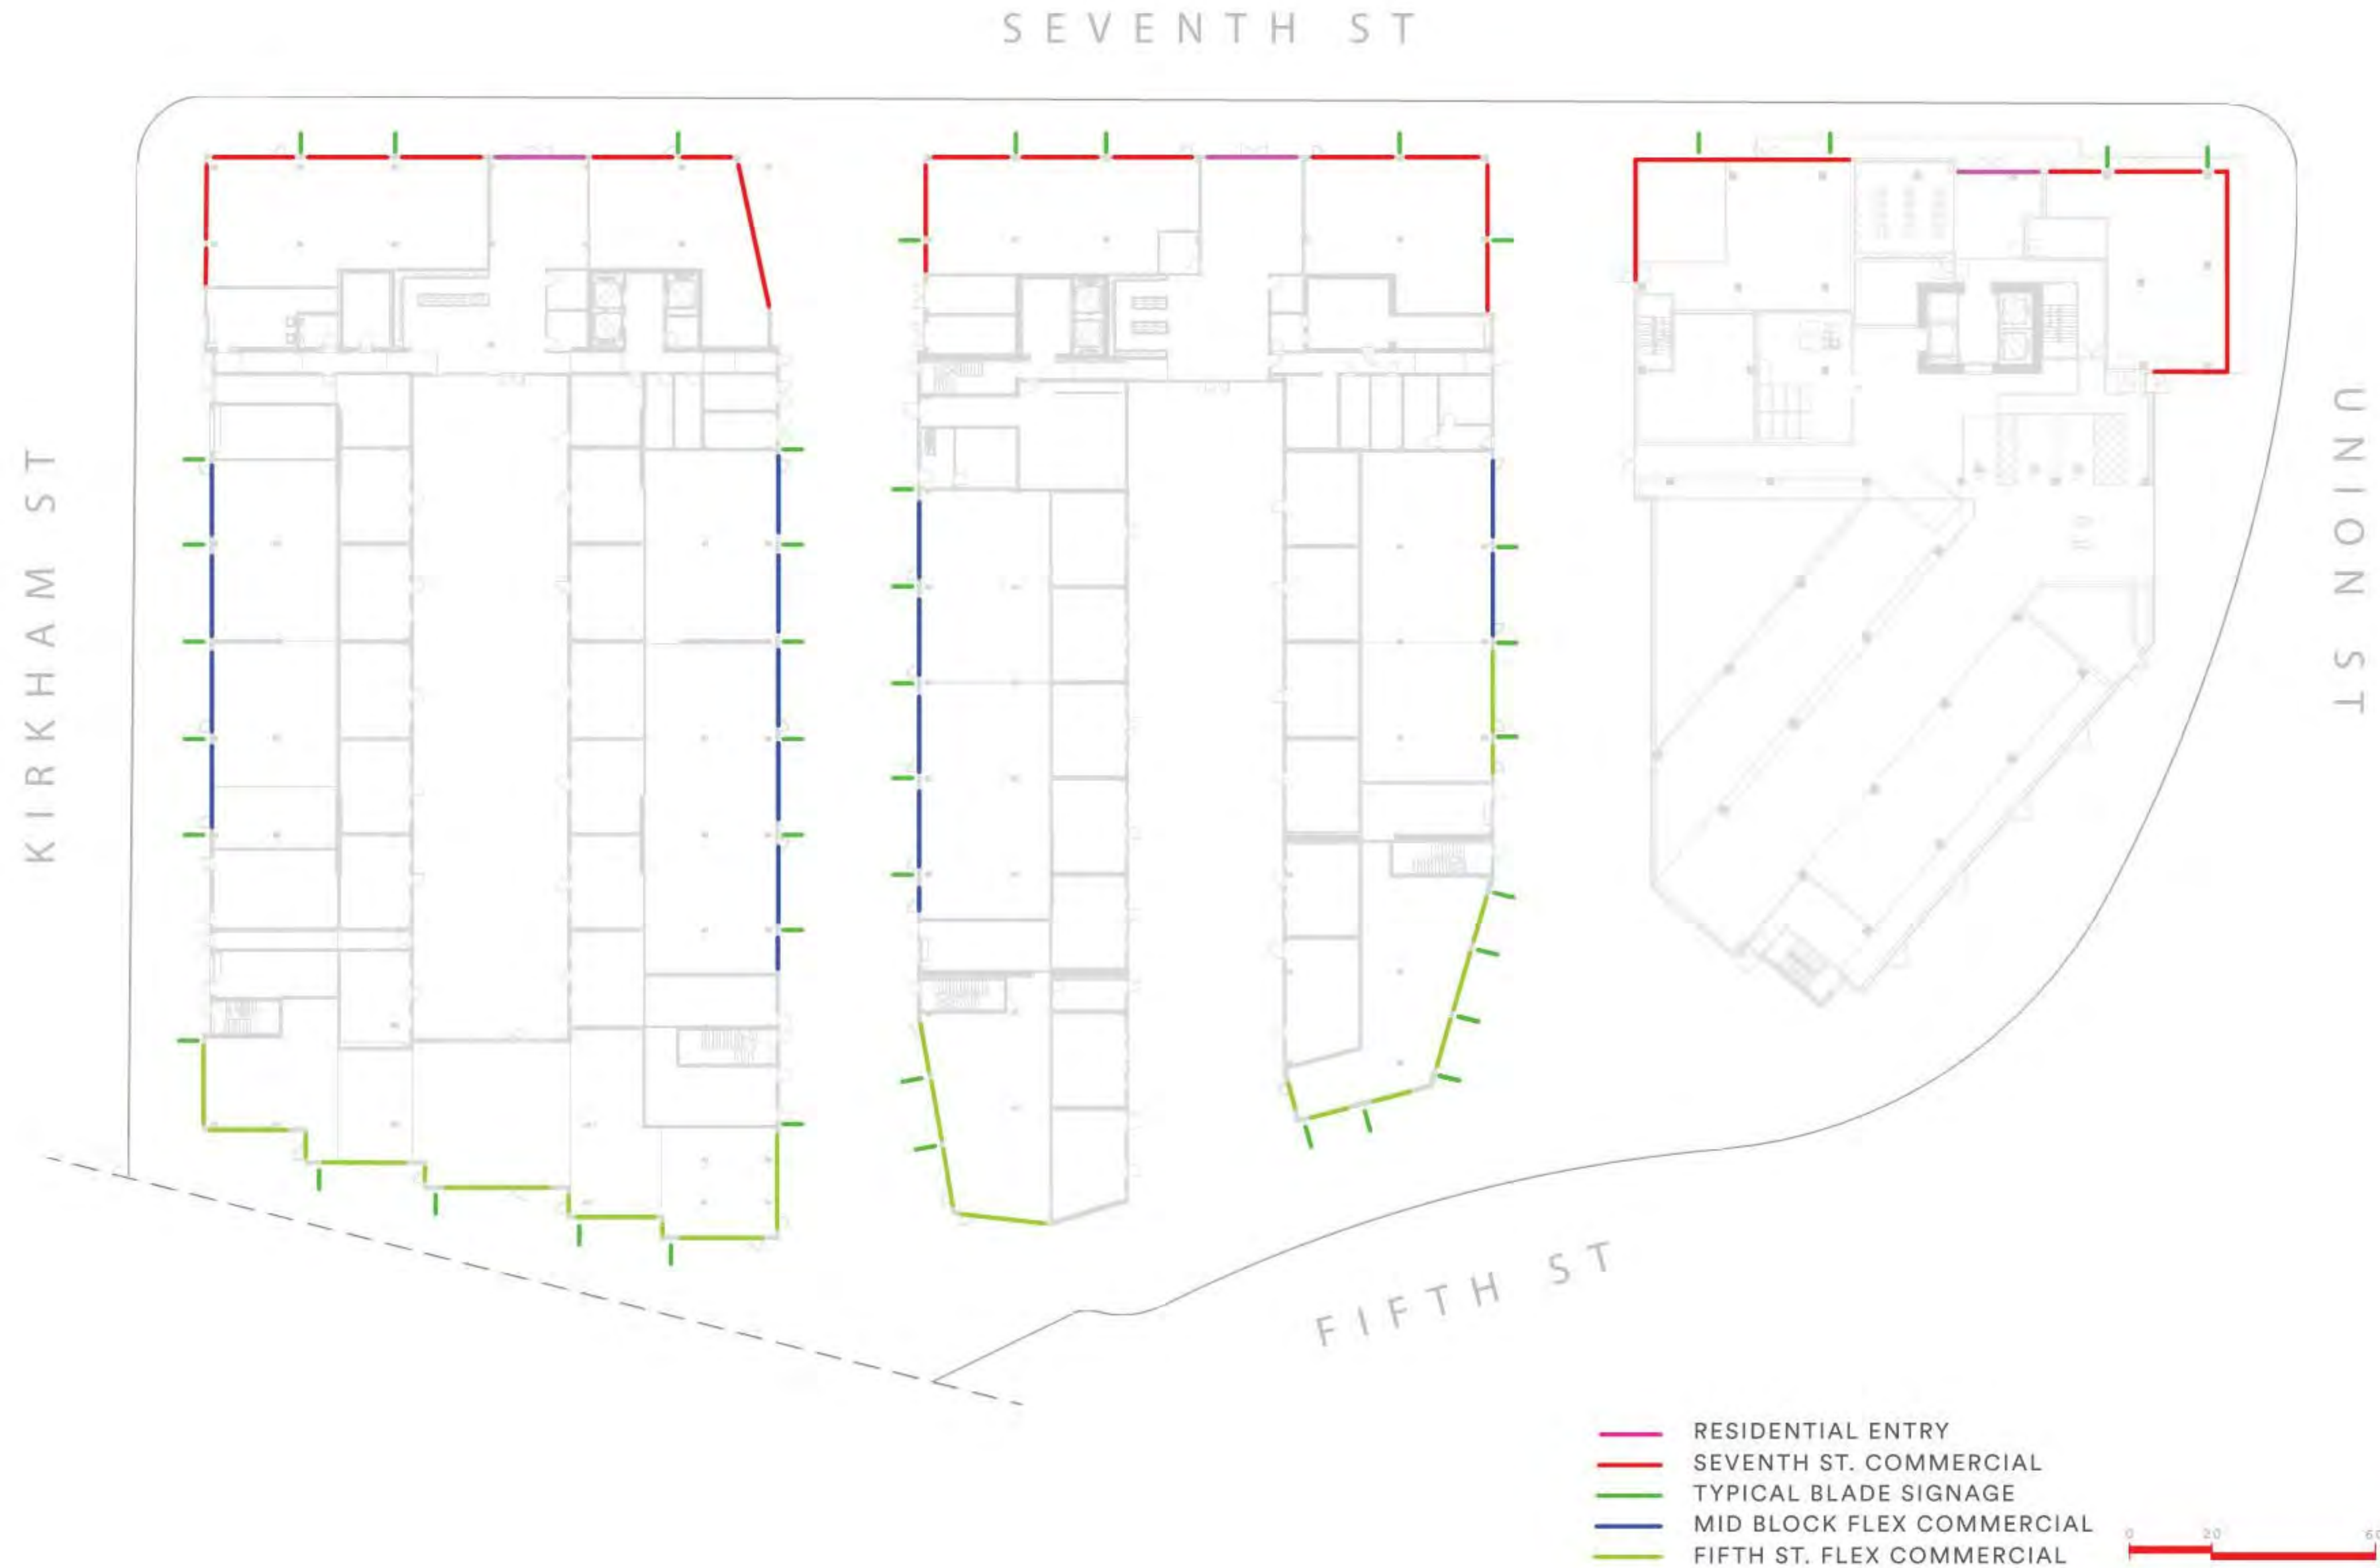 SEVENTH ST
KIRKHAM ST
UNION ST
FIFTH ST
RESIDENTIAL ENTRY
SEVENTH ST. COMMERCIAL
TYPICAL BLADE SIGNAGE
MID BLOCK FLEX COMMERCIAL
FIFTH ST. FLEX COMMERCIAL
0 20 60